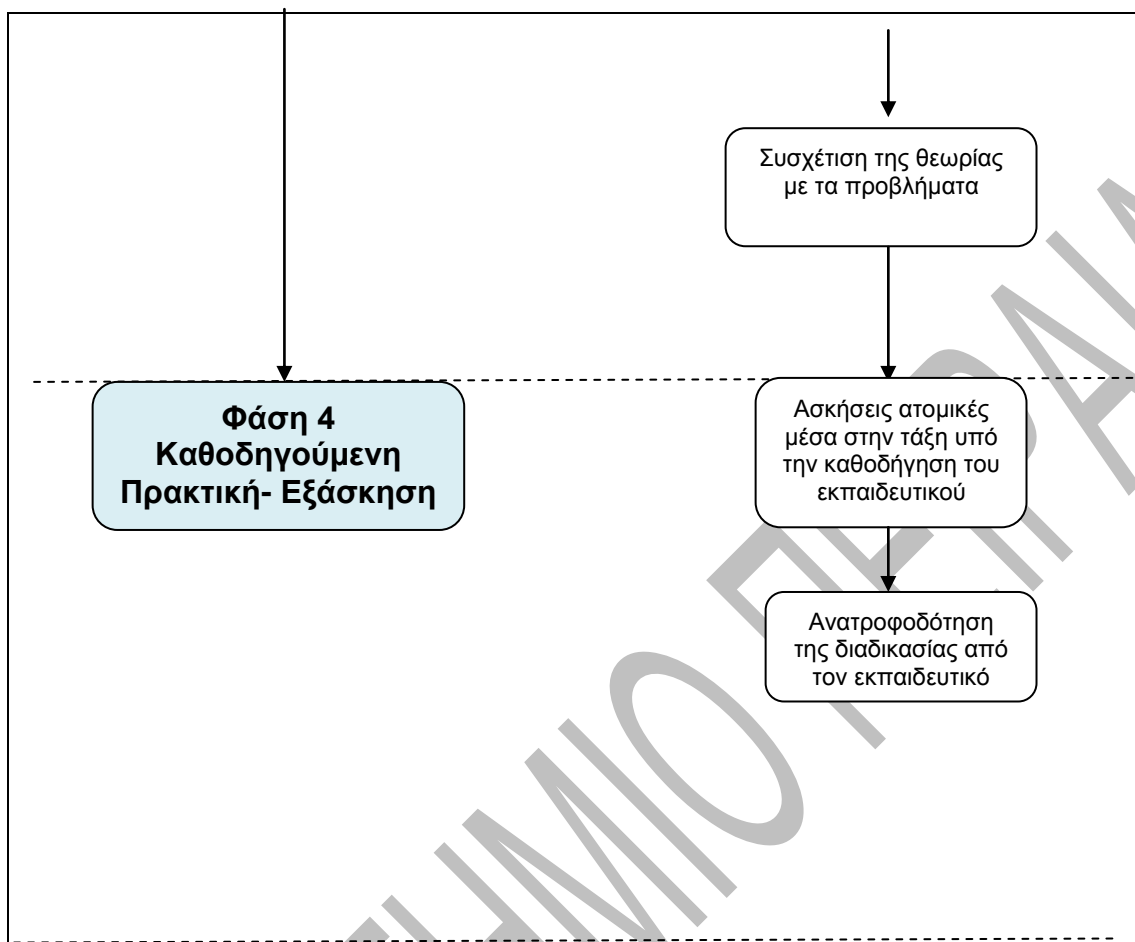 Συσχέτιση της θεωρίας
με τα προβλήματα
Φάση 4
Καθοδηγούμενη
Πρακτική- Εξάσκηση
Ασκήσεις ατομικές
μέσα στην τάξη υπό
την καθοδήγηση του
εκπαιδευτικού
Ανατροφοδότηση
της διαδικασίας από
τον εκπαιδευτικό